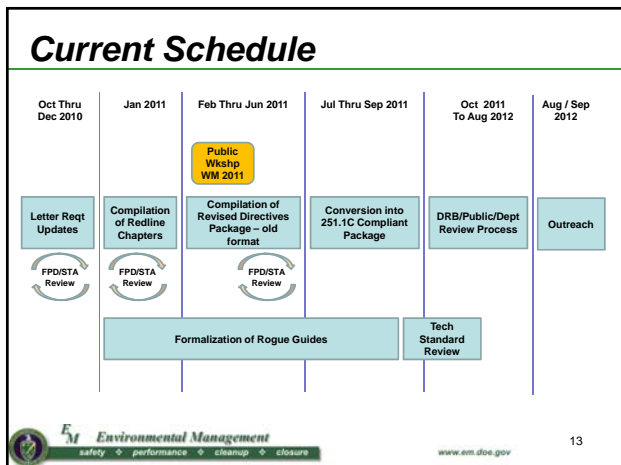 Current Schedule
Oct Thru
Dec 2010
Jan 2011
Feb Thru Jun 2011
Jul Thru Sep 2011
Oct 2011
To Aug 2012
Aug / Sep
2012
Public
Wkshp
WM 2011
Letter Reqt
Updates
Compilation
of Redline
Chapters
Compilation of
Revised Directives
Package – old
format
Conversion into
251.1C Compliant
Package
DRB/Public/Dept
Review Process
Outreach
FPD/STA
Review
FPD/STA
Review
FPD/STA
Review
Formalization of Rogue Guides
Tech
Standard
Review
EM Environmental Management
safety ❖ performance ❖ cleanup ❖ closure
www.em.doe.gov
13